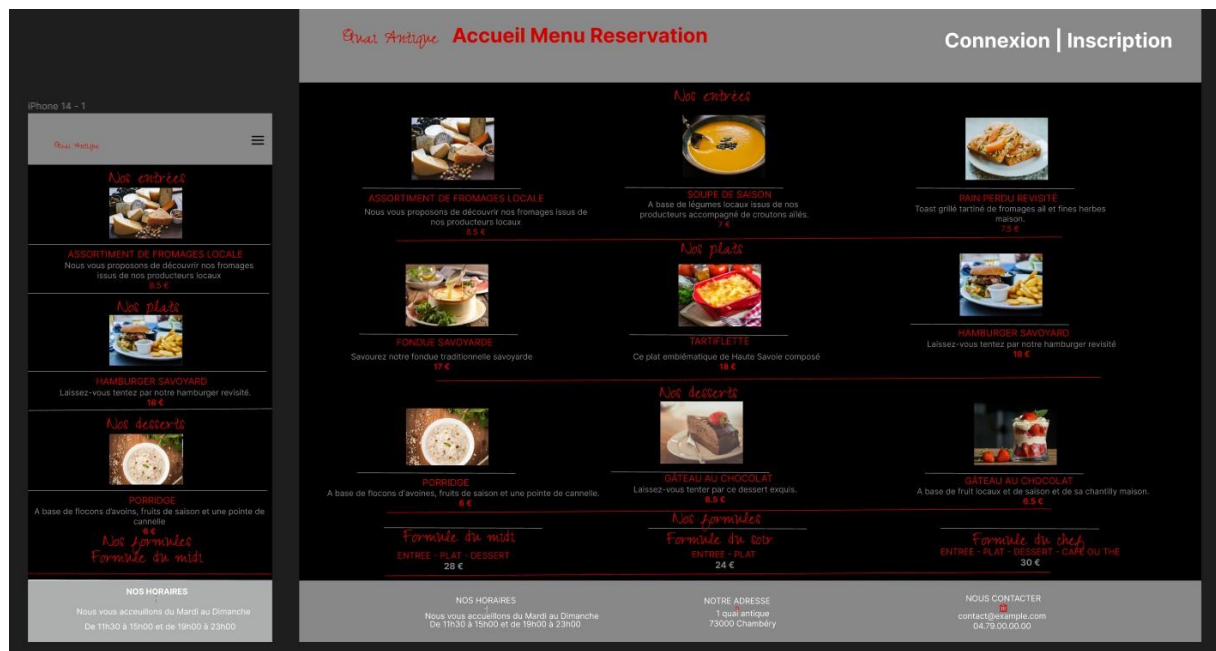 iPhone 14 - 1
Quai Antique
Nos entrées
ASSORTIMENT DE FROMAGES LOCALE
Nous vous proposons de découvrir nos fromages
issus de nos producteurs locaux
8.5 €
Nos plats
HAMBURGER SAVOYARD
Laissez-vous tentez par notre hamburger revisité.
18 €
Nos desserts
PORRIDGE
A base de flocons d'avoins, fruits de saison et une pointe de
cannelle
6 €
Nos formules
Formule du midi
NOS HORAIRES
Nous vous acceuillons du Mardi au Dimanche
De 11h30 à 15h00 et de 19h00 à 23h00
Quai Antique Accueil Menu Reservation
Connexion | Inscription
Nos entrées
ASSORTIMENT DE FROMAGES LOCALE
Nous vous proposons de découvrir nos fromages issus de
nos producteurs locaux
8.5 €
SOUPE DE SAISON
A base de légumes locaux issus de nos
producteurs accompagné de croutons ailés.
7 €
PAIN PERDU REVISITÉ
Toast grillé tartiné de fromages ail et fines herbes
maison.
7.5 €
Nos plats
FONDUE SAVOYARDE
Savourez notre fondue traditionnelle savoyarde
17 €
TARTIFLETTE
Ce plat emblématique de Haute Savoie composé
18 €
HAMBURGER SAVOYARD
Laissez-vous tentez par notre hamburger revisité
18 €
Nos desserts
PORRIDGE
A base de flocons d'avoines, fruits de saison et une pointe de cannelle.
6 €
GÂTEAU AU CHOCOLAT
Laissez-vous tenter par ce dessert exquis.
8.5 €
GÂTEAU AU CHOCOLAT
A base de fruit locaux et de saison et de sa chantilly maison.
6.5 €
Nos formules
Formule du midi
ENTREE - PLAT - DESSERT
28 €
Formule du soir
ENTREE - PLAT
24 €
Formule du chef
ENTREE - PLAT - DESSERT - CAFE OU THE
30 €
NOS HORAIRES
Nous vous accueillons du Mardi au Dimanche
De 11h30 à 15h00 et de 19h00 à 23h00
NOTRE ADRESSE
1 quai antique
73000 Chambéry
NOUS CONTACTER
contact@example.com
04.79.00.00.00